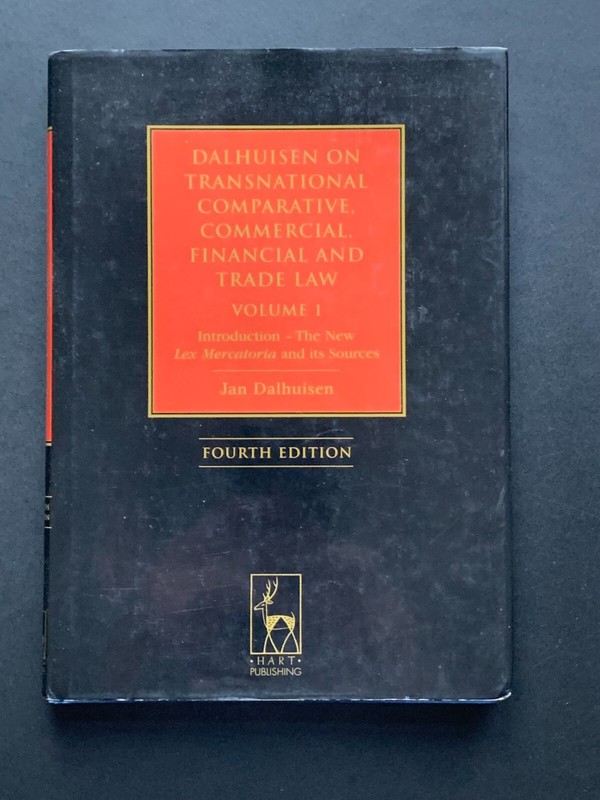 DALHUISEN ON
TRANSNATIONAL
COMPARATIVE,
COMMERCIAL,
FINANCIAL AND
TRADE LAW
VOLUME 1
Introduction – The New
Lex Mercatoria and its Sources
Jan Dalhuisen
FOURTH EDITION
·HART·
PUBLISHING